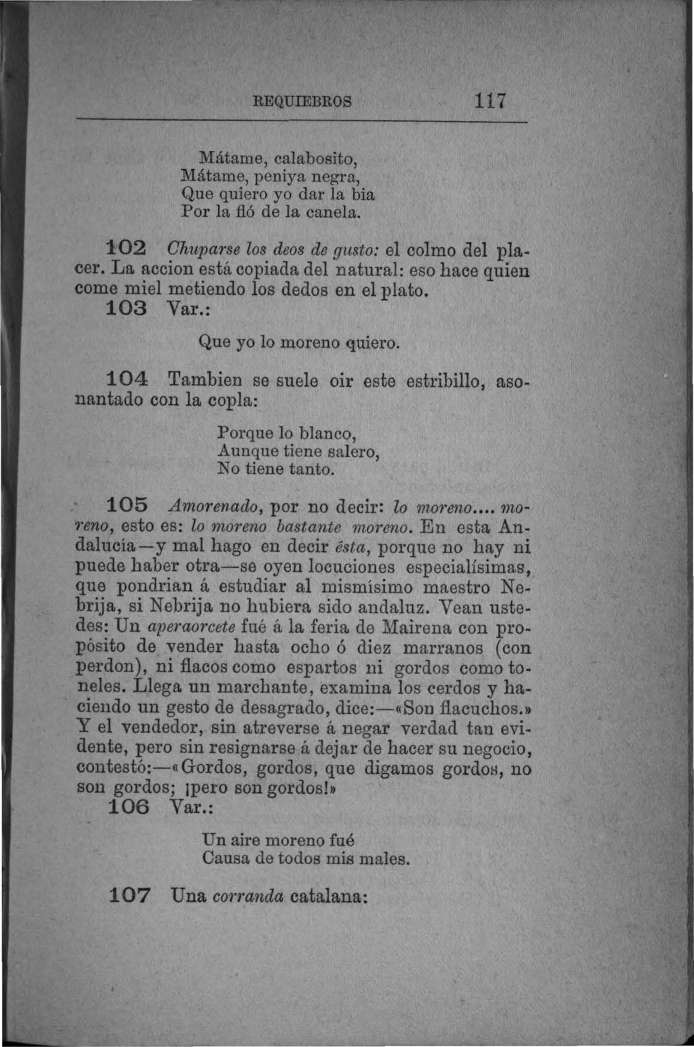 REQUIEBROS 117
Mátame, calabosito,
Mátame, peniya negra,
Que quiero yo dar la bia
Por la fló de la canela.
102 Chuparse los deos de gusto: el colmo del pla-
cer. La accion está copiada del natural: eso hace quien
come miel metiendo los dedos en el plato.
103 Var.:
Que yo lo moreno quiero.
104 Tambien se suele oir este estribillo, aso-
nantado con la copla:
Porque lo blanco,
Aunque tiene salero,
No tiene tanto.
105 Amorenado, por no decir: lo moreno.... mo-
reno, esto es: lo moreno bastante moreno. En esta An-
dalucía—y mal hago en decir ésta, porque no hay ni
puede haber otra—se oyen locuciones especialísimas,
que pondrian á estudiar al mismísimo maestro Ne-
brija, si Nebrija no hubiera sido andaluz. Vean uste-
des: Un aperaorcete fué á la feria de Mairena con pro-
pósito de vender hasta ocho ó diez marranos (con
perdon), ni flacos como espartos ni gordos como to-
neles. Llega un marchante, examina los cerdos y ha-
ciendo un gesto de desagrado, dice:—«Son flacuchos.»
Y el vendedor, sin atreverse á negar verdad tan evi-
dente, pero sin resignarse á dejar de hacer su negocio,
contestó:—«Gordos, gordos, que digamos gordos, no
son gordos; ¡pero son gordos!»
106 Var.:
Un aire moreno fué
Causa de todos mis males.
107 Una corranda catalana: